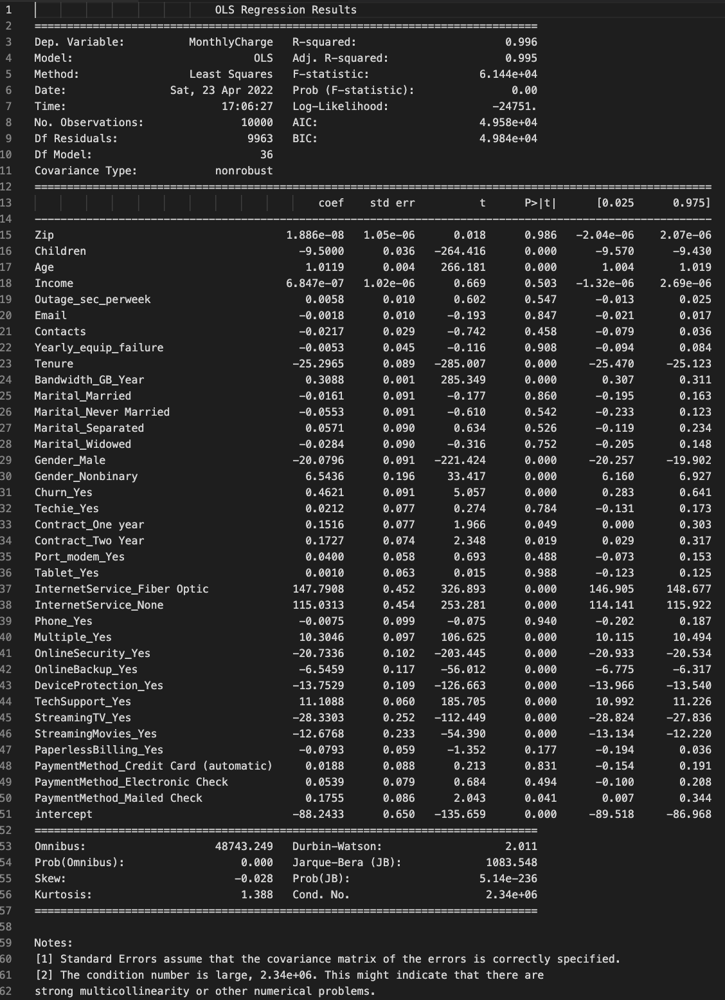 1 OLS Regression Results
2 ==============================================================================
3 Dep. Variable: MonthlyCharge R-squared: 0.996
4 Model: OLS Adj. R-squared: 0.995
5 Method: Least Squares F-statistic: 6.144e+04
6 Date: Sat, 23 Apr 2022 Prob (F-statistic): 0.00
7 Time: 17:06:27 Log-Likelihood: -24751.
8 No. Observations: 10000 AIC: 4.958e+04
9 Df Residuals: 9963 BIC: 4.984e+04
10 Df Model: 36
11 Covariance Type: nonrobust
12 =========================================================================================================
13 coef std err t P>|t| [0.025 0.975]
14 ---------------------------------------------------------------------------------------------------------
15 Zip 1.886e-08 1.05e-06 0.018 0.986 -2.04e-06 2.07e-06
16 Children -9.5000 0.036 -264.416 0.000 -9.570 -9.430
17 Age 1.0119 0.004 266.181 0.000 1.004 1.019
18 Income 6.847e-07 1.02e-06 0.669 0.503 -1.32e-06 2.69e-06
19 Outage_sec_perweek 0.0058 0.010 0.602 0.547 -0.013 0.025
20 Email -0.0018 0.010 -0.193 0.847 -0.021 0.017
21 Contacts -0.0217 0.029 -0.742 0.458 -0.079 0.036
22 Yearly_equip_failure -0.0053 0.045 -0.116 0.908 -0.094 0.084
23 Tenure -25.2965 0.089 -285.007 0.000 -25.470 -25.123
24 Bandwidth_GB_Year 0.3088 0.001 285.349 0.000 0.307 0.311
25 Marital_Married -0.0161 0.091 -0.177 0.860 -0.195 0.163
26 Marital_Never Married -0.0553 0.091 -0.610 0.542 -0.233 0.123
27 Marital_Separated 0.0571 0.090 0.634 0.526 -0.119 0.234
28 Marital_Widowed -0.0284 0.090 -0.316 0.752 -0.205 0.148
29 Gender_Male -20.0796 0.091 -221.424 0.000 -20.257 -19.902
30 Gender_Nonbinary 6.5436 0.196 33.417 0.000 6.160 6.927
31 Churn_Yes 0.4621 0.091 5.057 0.000 0.283 0.641
32 Techie_Yes 0.0212 0.077 0.274 0.784 -0.131 0.173
33 Contract_One year 0.1516 0.077 1.966 0.049 0.000 0.303
34 Contract_Two Year 0.1727 0.074 2.348 0.019 0.029 0.317
35 Port_modem_Yes 0.0400 0.058 0.693 0.488 -0.073 0.153
36 Tablet_Yes 0.0010 0.063 0.015 0.988 -0.123 0.125
37 InternetService_Fiber Optic 147.7908 0.452 326.893 0.000 146.905 148.677
38 InternetService_None 115.0313 0.454 253.281 0.000 114.141 115.922
39 Phone_Yes -0.0075 0.099 -0.075 0.940 -0.202 0.187
40 Multiple_Yes 10.3046 0.097 106.625 0.000 10.115 10.494
41 OnlineSecurity_Yes -20.7336 0.102 -203.445 0.000 -20.933 -20.534
42 OnlineBackup_Yes -6.5459 0.117 -56.012 0.000 -6.775 -6.317
43 DeviceProtection_Yes -13.7529 0.109 -126.663 0.000 -13.966 -13.540
44 TechSupport_Yes 11.1088 0.060 185.705 0.000 10.992 11.226
45 StreamingTV_Yes -28.3303 0.252 -112.449 0.000 -28.824 -27.836
46 StreamingMovies_Yes -12.6768 0.233 -54.390 0.000 -13.134 -12.220
47 PaperlessBilling_Yes -0.0793 0.059 -1.352 0.177 -0.194 0.036
48 PaymentMethod_Credit Card (automatic) 0.0188 0.088 0.213 0.831 -0.154 0.191
49 PaymentMethod_Electronic Check 0.0539 0.079 0.684 0.494 -0.100 0.208
50 PaymentMethod_Mailed Check 0.1755 0.086 2.043 0.041 0.007 0.344
51 intercept -88.2433 0.650 -135.659 0.000 -89.518 -86.968
52 ==============================================================================
53 Omnibus: 48743.249 Durbin-Watson: 2.011
54 Prob(Omnibus): 0.000 Jarque-Bera (JB): 1083.548
55 Skew: -0.028 Prob(JB): 5.14e-236
56 Kurtosis: 1.388 Cond. No. 2.34e+06
57 ==============================================================================
58
59 Notes:
60 [1] Standard Errors assume that the covariance matrix of the errors is correctly specified.
61 [2] The condition number is large, 2.34e+06. This might indicate that there are
62 strong multicollinearity or other numerical problems.